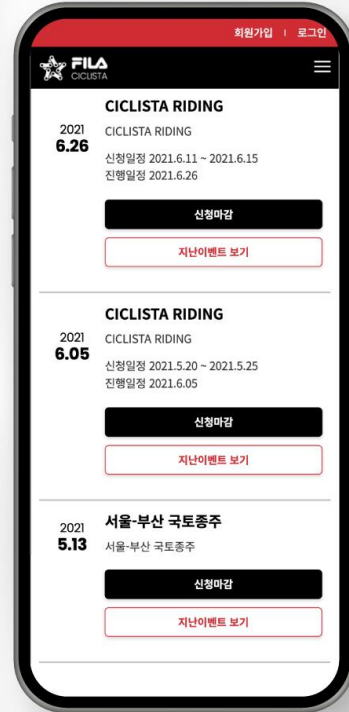 회원가입 | 로그인
FILA
CICLISTA
CICLISTA RIDING
2021
6.26
CICLISTA RIDING
신청일정 2021.6.11 ~ 2021.6.15
진행일정 2021.6.26
신청마감
지난이벤트 보기
CICLISTA RIDING
2021
6.05
CICLISTA RIDING
신청일정 2021.5.20 ~ 2021.5.25
진행일정 2021.6.05
신청마감
지난이벤트 보기
서울-부산 국토종주
2021
5.13
서울-부산 국토종주
신청마감
지난이벤트 보기